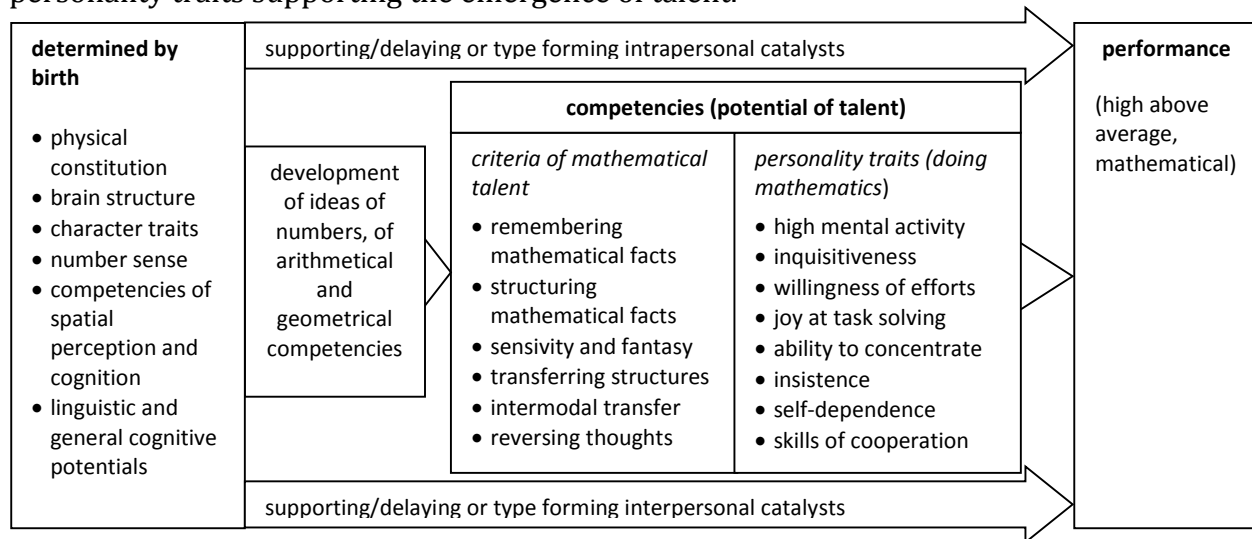 personality traits supporting the emergence of talent.
determined by
birth
• physical
constitution
• brain structure
• character traits
• number sense
• competencies of
spatial
perception and
cognition
• linguistic and
general cognitive
potentials
supporting/delaying or type forming intrapersonal catalysts
development
of ideas of
numbers, of
arithmetical
and
geometrical
competencies
competencies (potential of talent)
criteria of mathematical
talent
• remembering
mathematical facts
• structuring
mathematical facts
• sensivity and fantasy
• transferring structures
• intermodal transfer
• reversing thoughts
personality traits (doing
mathematics)
• high mental activity
• inquisitiveness
• willingness of efforts
• joy at task solving
• ability to concentrate
• insistence
• self-dependence
• skills of cooperation
supporting/delaying or type forming interpersonal catalysts
performance
(high above
average,
mathematical)